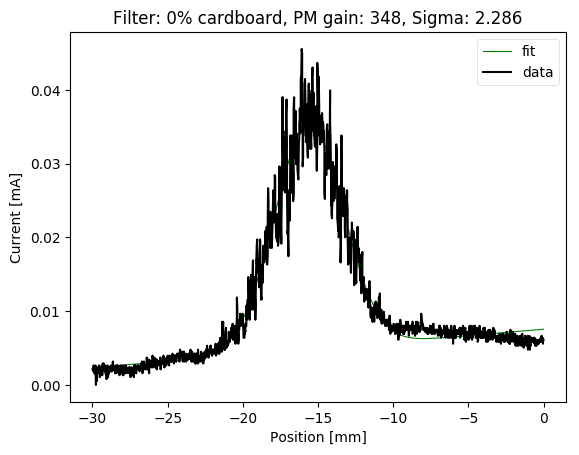 Filter: 0% cardboard, PM gain: 348, Sigma: 2.286
fit
data
0.04
0.03
0.02
0.01
0.00
Current [mA]
−30
−25
−20
−15
−10
−5
0
Position [mm]